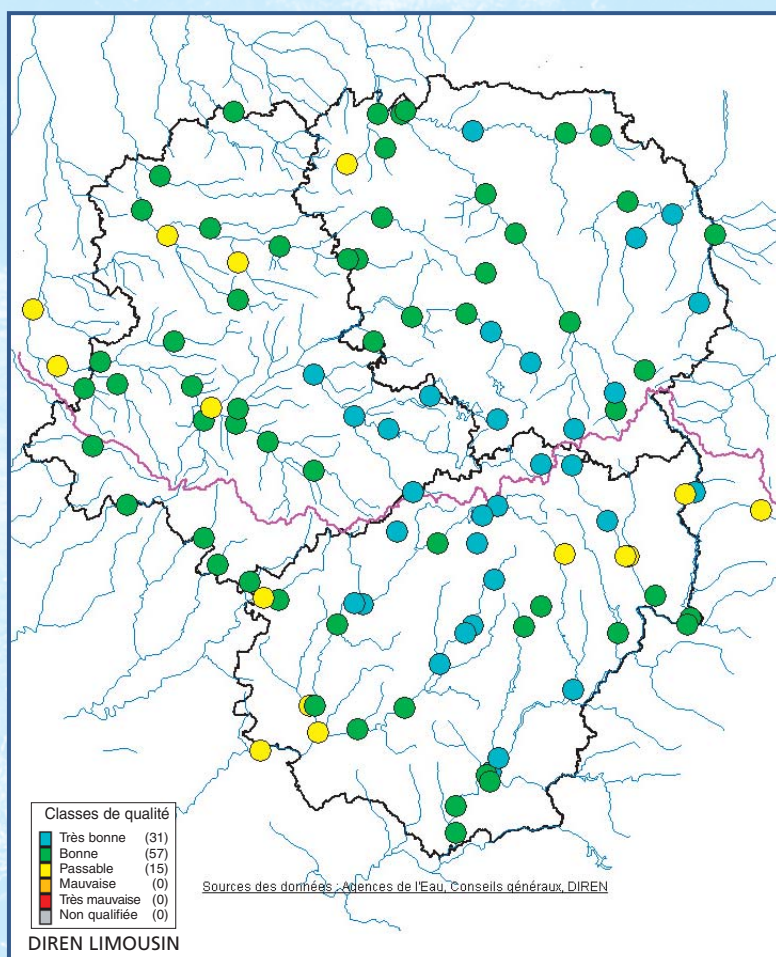 Classes de qualité
Très bonne (31)
Bonne (57)
Passable (15)
Mauvaise (0)
Très mauvaise (0)
Non qualifiée (0)
Sources des données : Agences de l'Eau, Conseils généraux, DIREN
DIREN LIMOUSIN